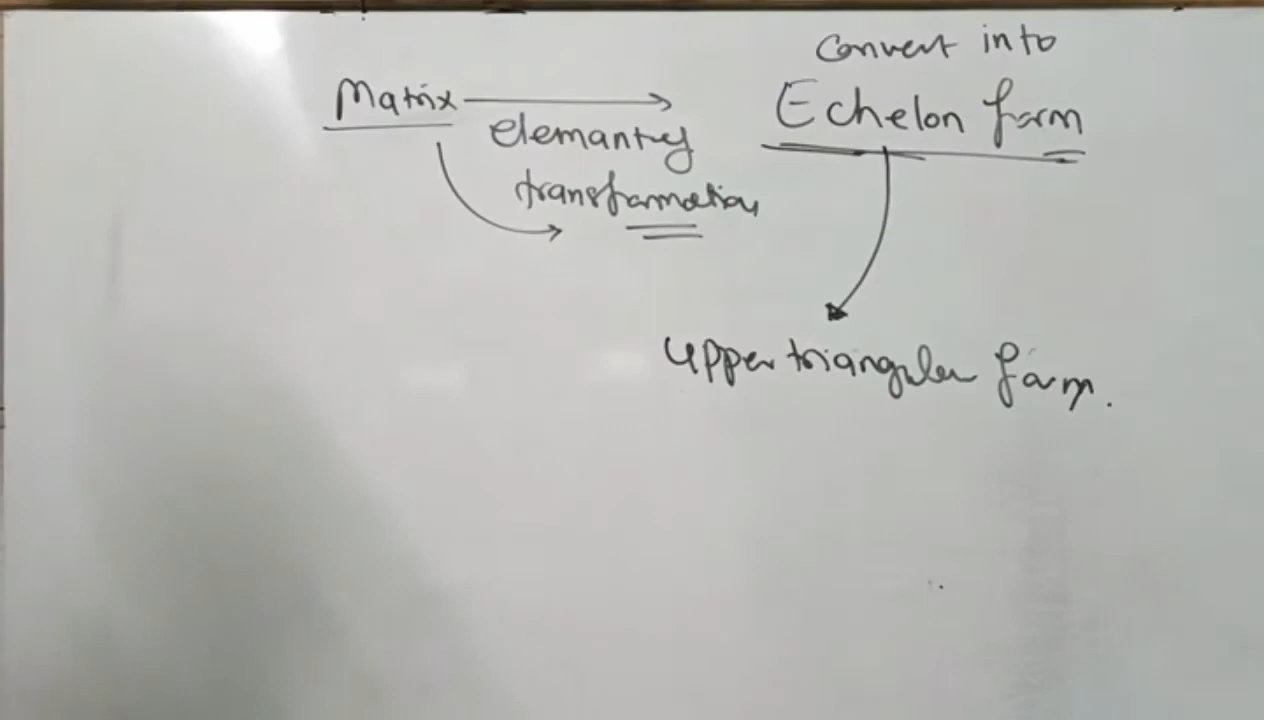 Convert into
Matrix
Echelon form
elemantry
transformation
Upper triangular form.